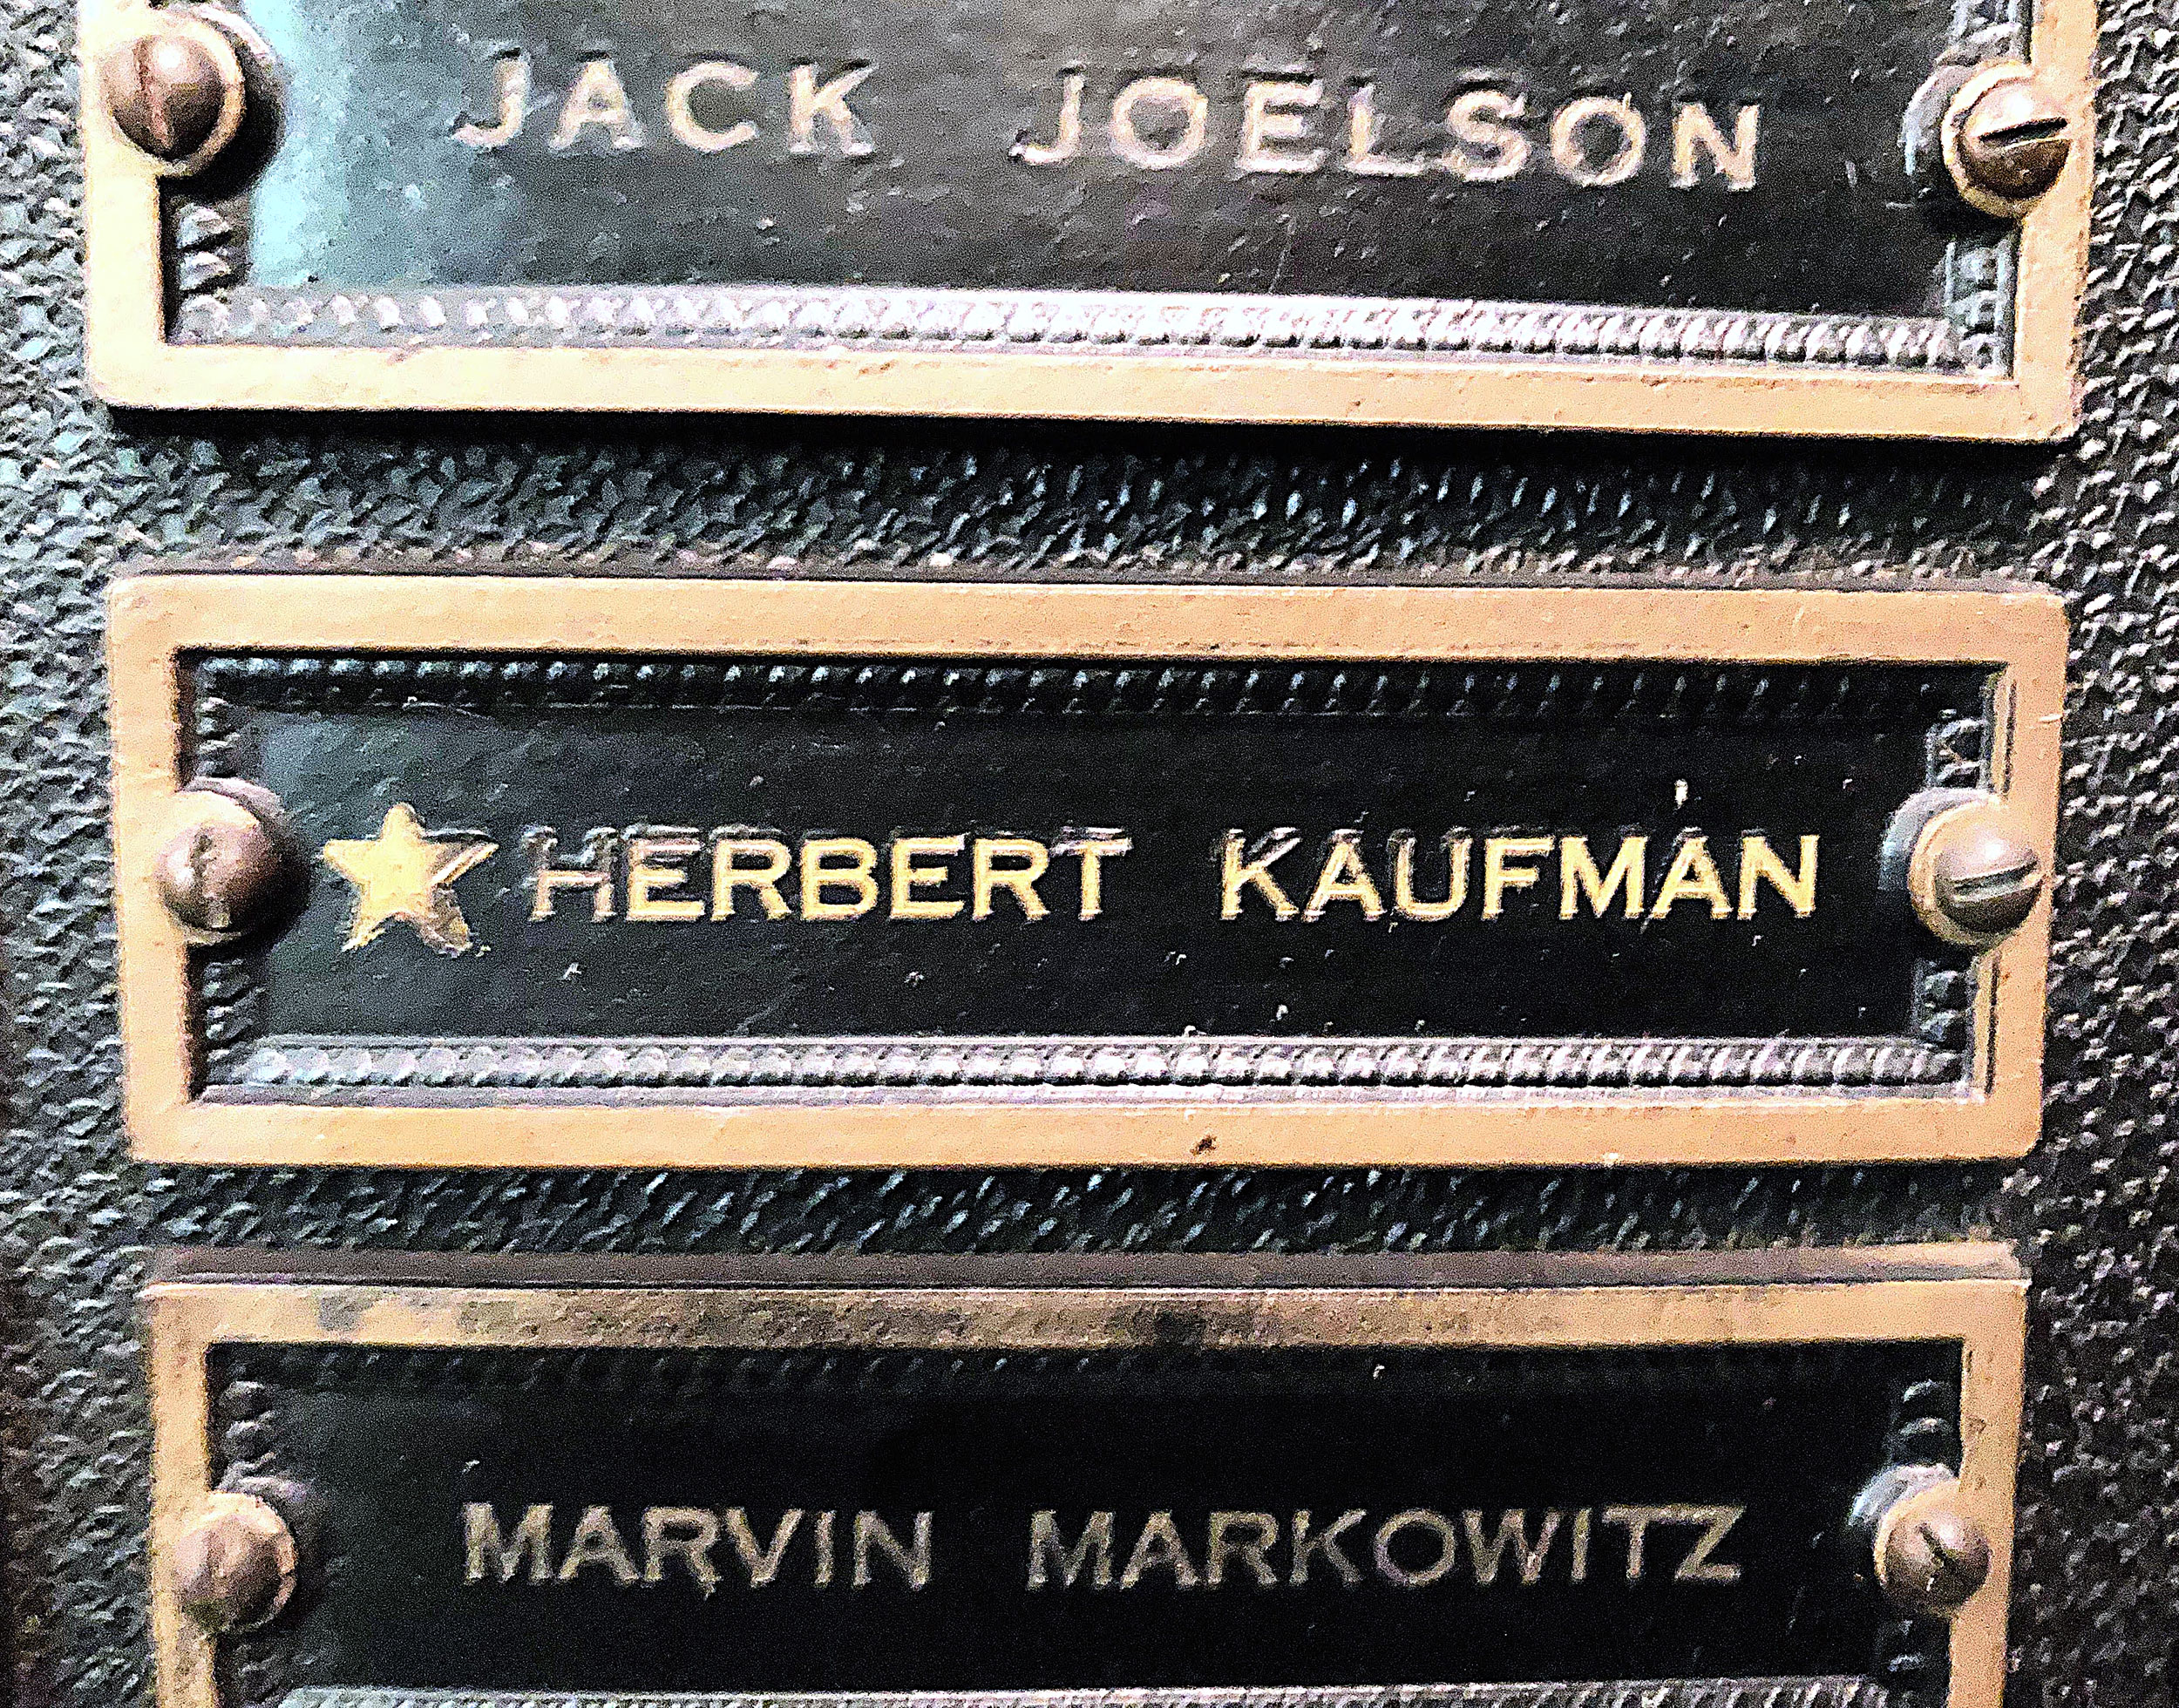 JACK JOELSON
★ HERBERT KAUFMAN
MARVIN MARKOWITZ